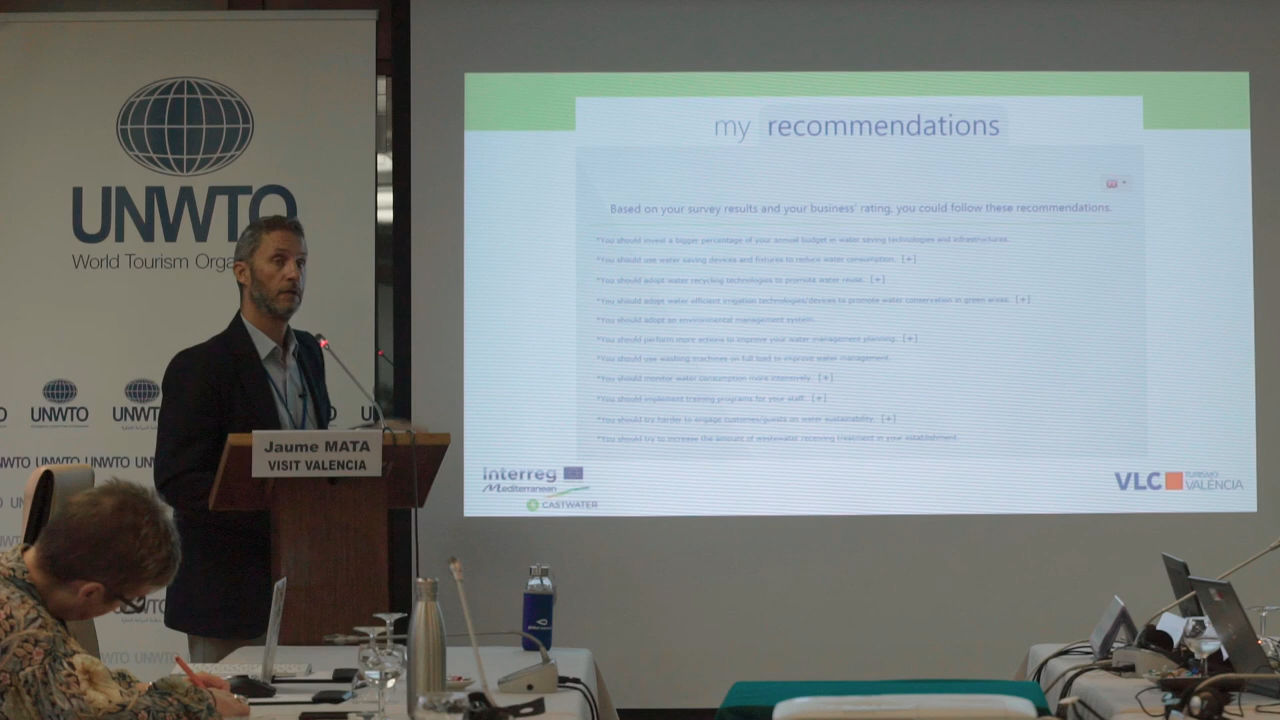 UNWTO
World Tourism Orga
UNWTO UNWTO
Jaume MATA
VISIT VALENCIA
my recommendations
Based on your survey results and your business' rating, you could follow these recommendations.
*You should invest a bigger percentage of your annual budget in water saving technologies and infrastructures.
*You should use water saving devices and fixtures to reduce water consumption. [+]
*You should adopt water recycling technologies to promote water reuse. [+]
*You should adopt water efficient irrigation technologies/devices to promote water conservation in green areas. [+]
*You should adopt an environmental management system.
*You should perform more actions to improve your water management planning. [+]
*You should use washing machines on full load to improve water management.
*You should monitor water consumption more intensively. [+]
*You should implement training programs for your staff. [+]
*You should try harder to engage customes/guests on water sustainability. [+]
*You should try to increase the amount of wastewater receiving treatment in your establishment.
Interreg
Mediterranean
CASTWATER
VLC TURISMO
VALÈNCIA
UNWTO UNWTO UNWTO
UNWTO